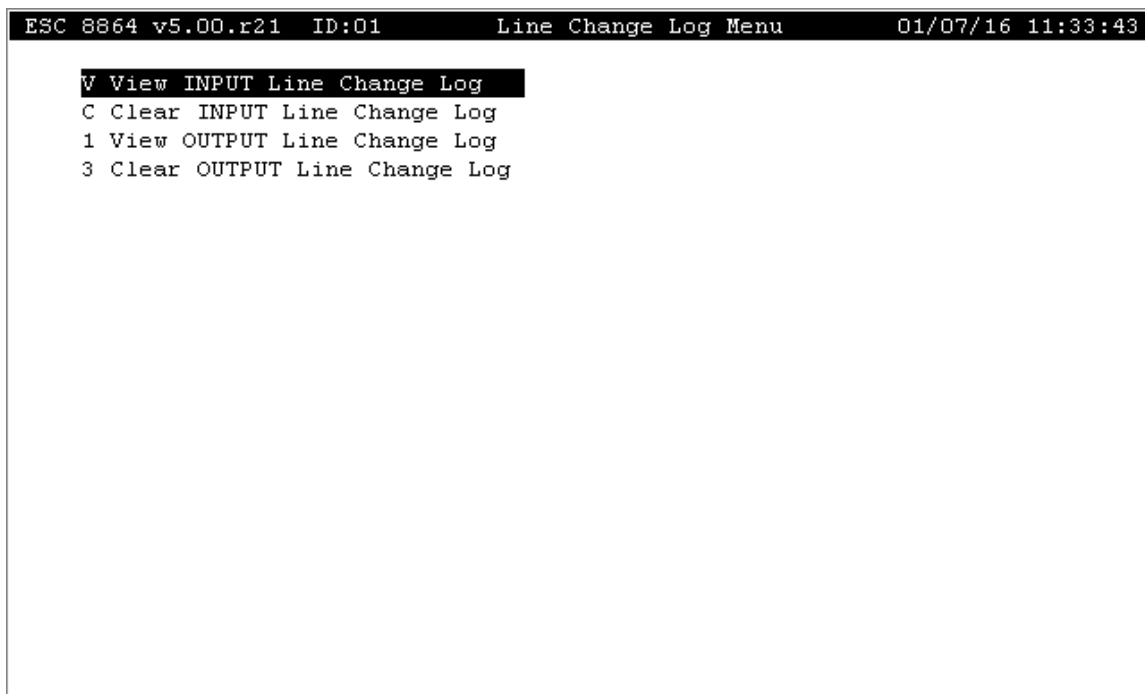 ESC 8864 v5.00.r21 ID:01 Line Change Log Menu 01/07/16 11:33:43
V View INPUT Line Change Log
C Clear INPUT Line Change Log
1 View OUTPUT Line Change Log
3 Clear OUTPUT Line Change Log